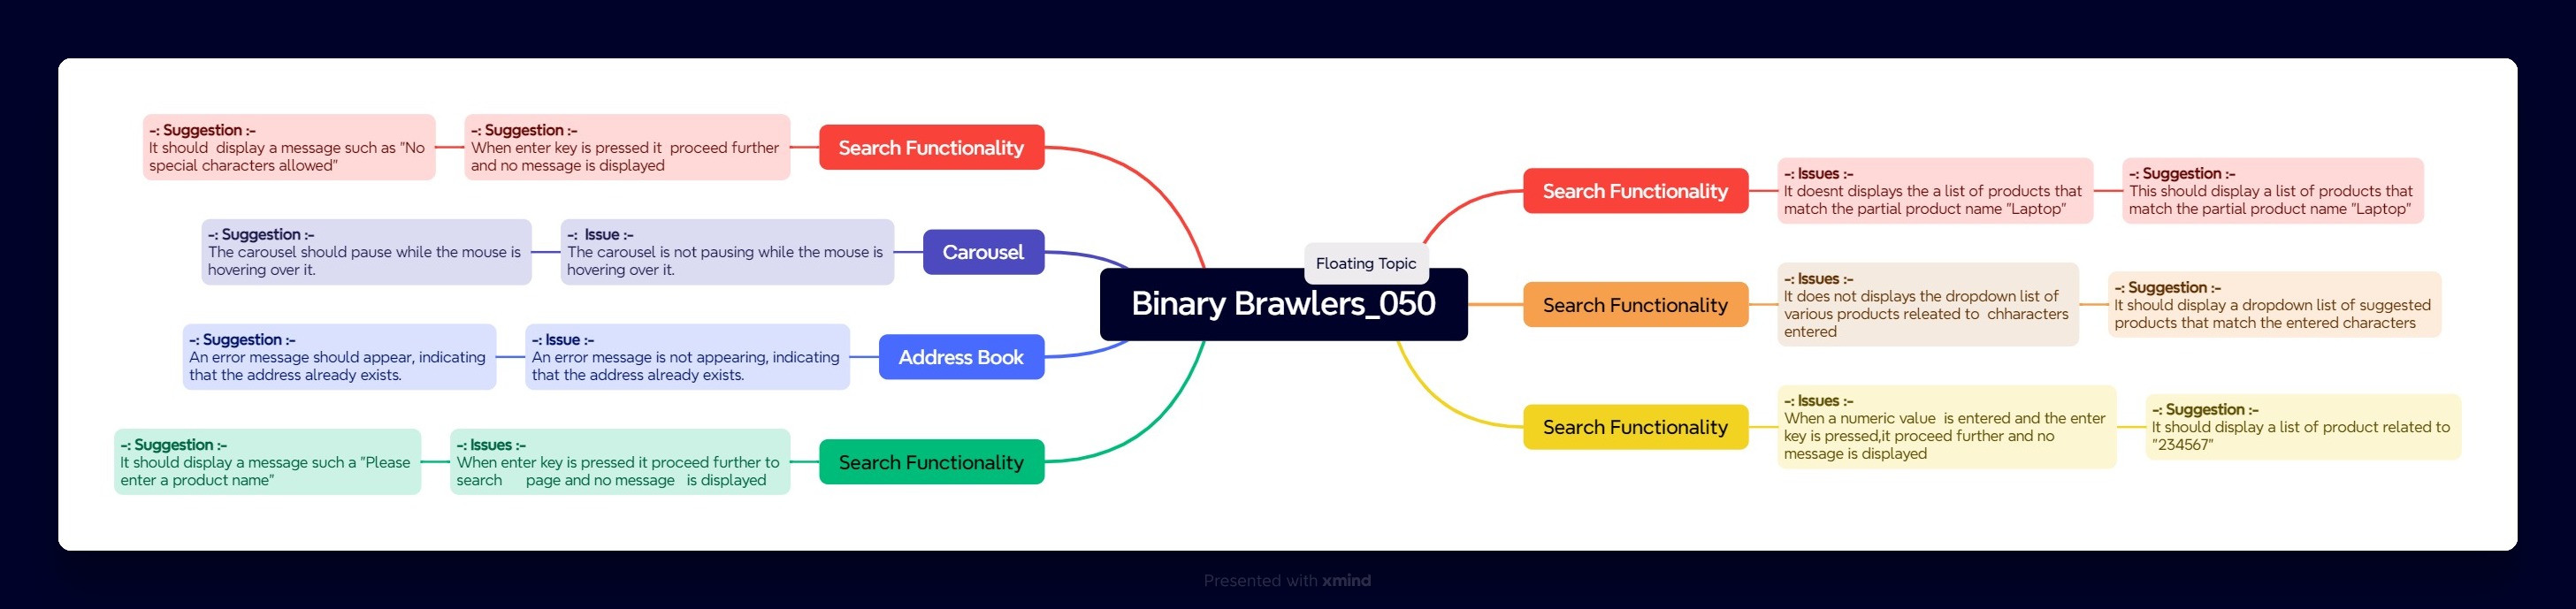 -: Suggestion :-
It should  display a message such as "No
special characters allowed"
-: Suggestion :-
When enter key is pressed it  proceed further
and no message is displayed
Search Functionality
-: Suggestion :-
The carousel should pause while the mouse is
hovering over it.
-:  Issue :-
The carousel is not pausing while the mouse is
hovering over it.
Carousel
-: Suggestion :-
An error message should appear, indicating
that the address already exists.
-: Issue :-
An error message is not appearing, indicating
that the address already exists.
Address Book
-: Suggestion :-
It should display a message such a "Please
enter a product name"
-: Issues :-
When enter key is pressed it proceed further to
search     page and no message   is displayed
Search Functionality
Floating Topic
Binary Brawlers_050
Search Functionality
-: Issues :-
It doesnt displays the a list of products that
match the partial product name "Laptop"
-: Suggestion :-
This should display a list of products that
match the partial product name "Laptop"
Search Functionality
-: Issues :-
It does not displays the dropdown list of
various products releated to  chharacters
entered
-: Suggestion :-
It should display a dropdown list of suggested
products that match the entered characters
Search Functionality
-: Issues :-
When a numeric value  is entered and the enter
key is pressed,it proceed further and no
message is displayed
-: Suggestion :-
It should display a list of product related to
"234567"
Presented with xmind